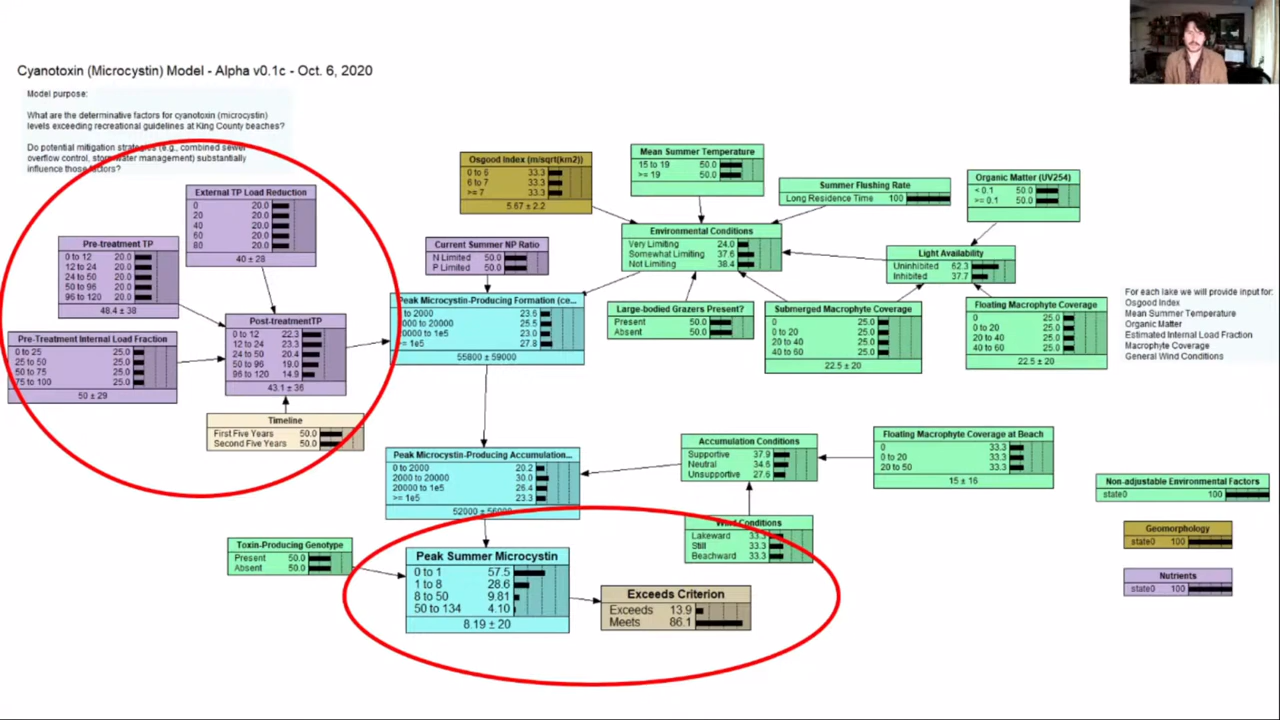 Cyanotoxin (Microcystin) Model - Alpha v0.1c - Oct. 6, 2020
Model purpose:
What are the determinative factors for cyanotoxin (microcystin)
levels exceeding recreational guidelines at King County beaches?
Do potential mitigation strategies (e.g., combined sewer
overflow control, stormwater management) substantially
influence those factors?
External TP Load Reduction
0 20.0
20 20.0
40 20.0
60 20.0
80 20.0
40 ± 28
Pre-treatment TP
0 to 12 20.0
12 to 24 20.0
24 to 50 20.0
50 to 96 20.0
96 to 120 20.0
48.4 ± 38
Pre-Treatment Internal Load Fraction
0 to 25 25.0
25 to 50 25.0
50 to 75 25.0
75 to 100 25.0
50 ± 29
Post-treatmentTP
0 to 12 22.3
12 to 24 23.3
24 to 50 20.4
50 to 96 19.0
96 to 120 14.9
43.1 ± 36
Timeline
First Five Years 50.0
Second Five Years 50.0
Osgood Index (m/sqrt(km2))
0 to 6 33.3
6 to 7 33.3
>= 7 33.3
5.67 ± 2.2
Mean Summer Temperature
15 to 19 50.0
>= 19 50.0
Summer Flushing Rate
Long Residence Time 100
Organic Matter (UV254)
< 0.1 50.0
>= 0.1 50.0
Current Summer NP Ratio
N Limited 50.0
P Limited 50.0
Environmental Conditions
Very Limiting 24.0
Somewhat Limiting 37.6
Not Limiting 38.4
Light Availability
Uninhibited 62.3
Inhibited 37.7
Peak Microcystin-Producing Formation (ce...
0 to 2000 23.6
2000 to 20000 25.5
20000 to 1e5 23.0
>= 1e5 27.8
55800 ± 59000
Large-bodied Grazers Present?
Present 50.0
Absent 50.0
Submerged Macrophyte Coverage
0 25.0
0 to 20 25.0
20 to 40 25.0
40 to 60 25.0
22.5 ± 20
Floating Macrophyte Coverage
0 25.0
0 to 20 25.0
20 to 40 25.0
40 to 60 25.0
22.5 ± 20
For each lake we will provide input for:
Osgood Index
Mean Summer Temperature
Organic Matter
Estimated Internal Load Fraction
Macrophyte Coverage
General Wind Conditions
Peak Microcystin-Producing Accumulation...
0 to 2000 20.2
2000 to 20000 30.0
20000 to 1e5 26.4
>= 1e5 23.3
52000 ± 56000
Accumulation Conditions
Supportive 37.9
Neutral 34.6
Unsupportive 27.6
Floating Macrophyte Coverage at Beach
0 33.3
0 to 20 33.3
20 to 50 33.3
15 ± 16
Wind Conditions
Lakeward 33.3
Still 33.3
Beachward 33.3
Non-adjustable Environmental Factors
state0 100
Geomorphology
state0 100
Nutrients
state0 100
Toxin-Producing Genotype
Present 50.0
Absent 50.0
Peak Summer Microcystin
0 to 1 57.5
1 to 8 28.6
8 to 50 9.81
50 to 134 4.10
8.19 ± 20
Exceeds Criterion
Exceeds 13.9
Meets 86.1